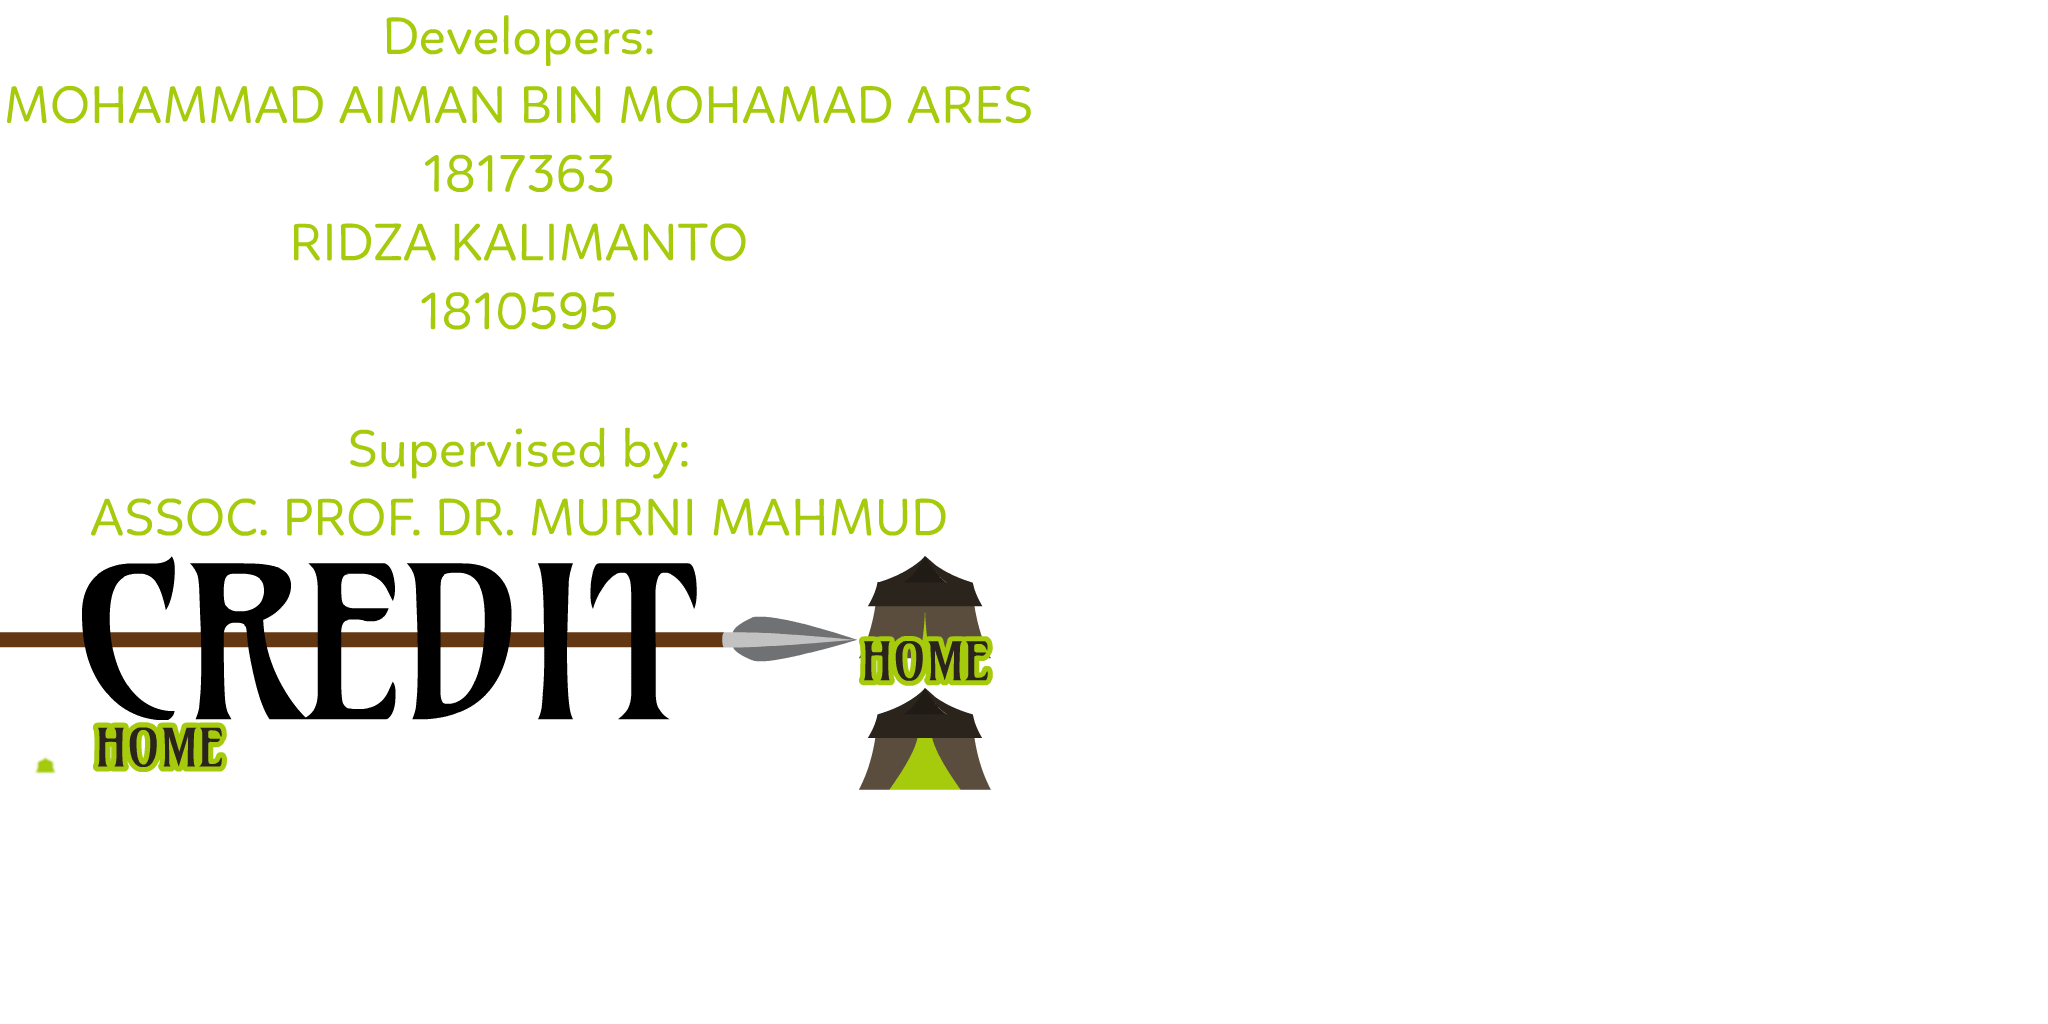 Developers:
MOHAMMAD AIMAN BIN MOHAMAD ARES
1817363
RIDZA KALIMANTO
1810595
Supervised by:
ASSOC. PROF. DR. MURNI MAHMUD
CREDIT
HOME
HOME